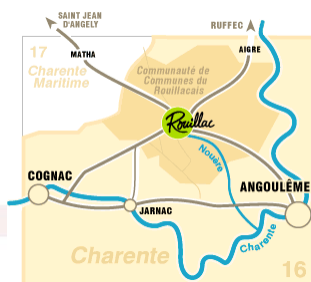 SAINT JEAN
D'ANGELY
RUFFEC
17
MATHA
AIGRE
Charente
Maritime
Communauté de
Communes du
Rouillacais
Rouillac
Nouère
COGNAC
ANGOULÊME
JARNAC
Charente
Charente
16